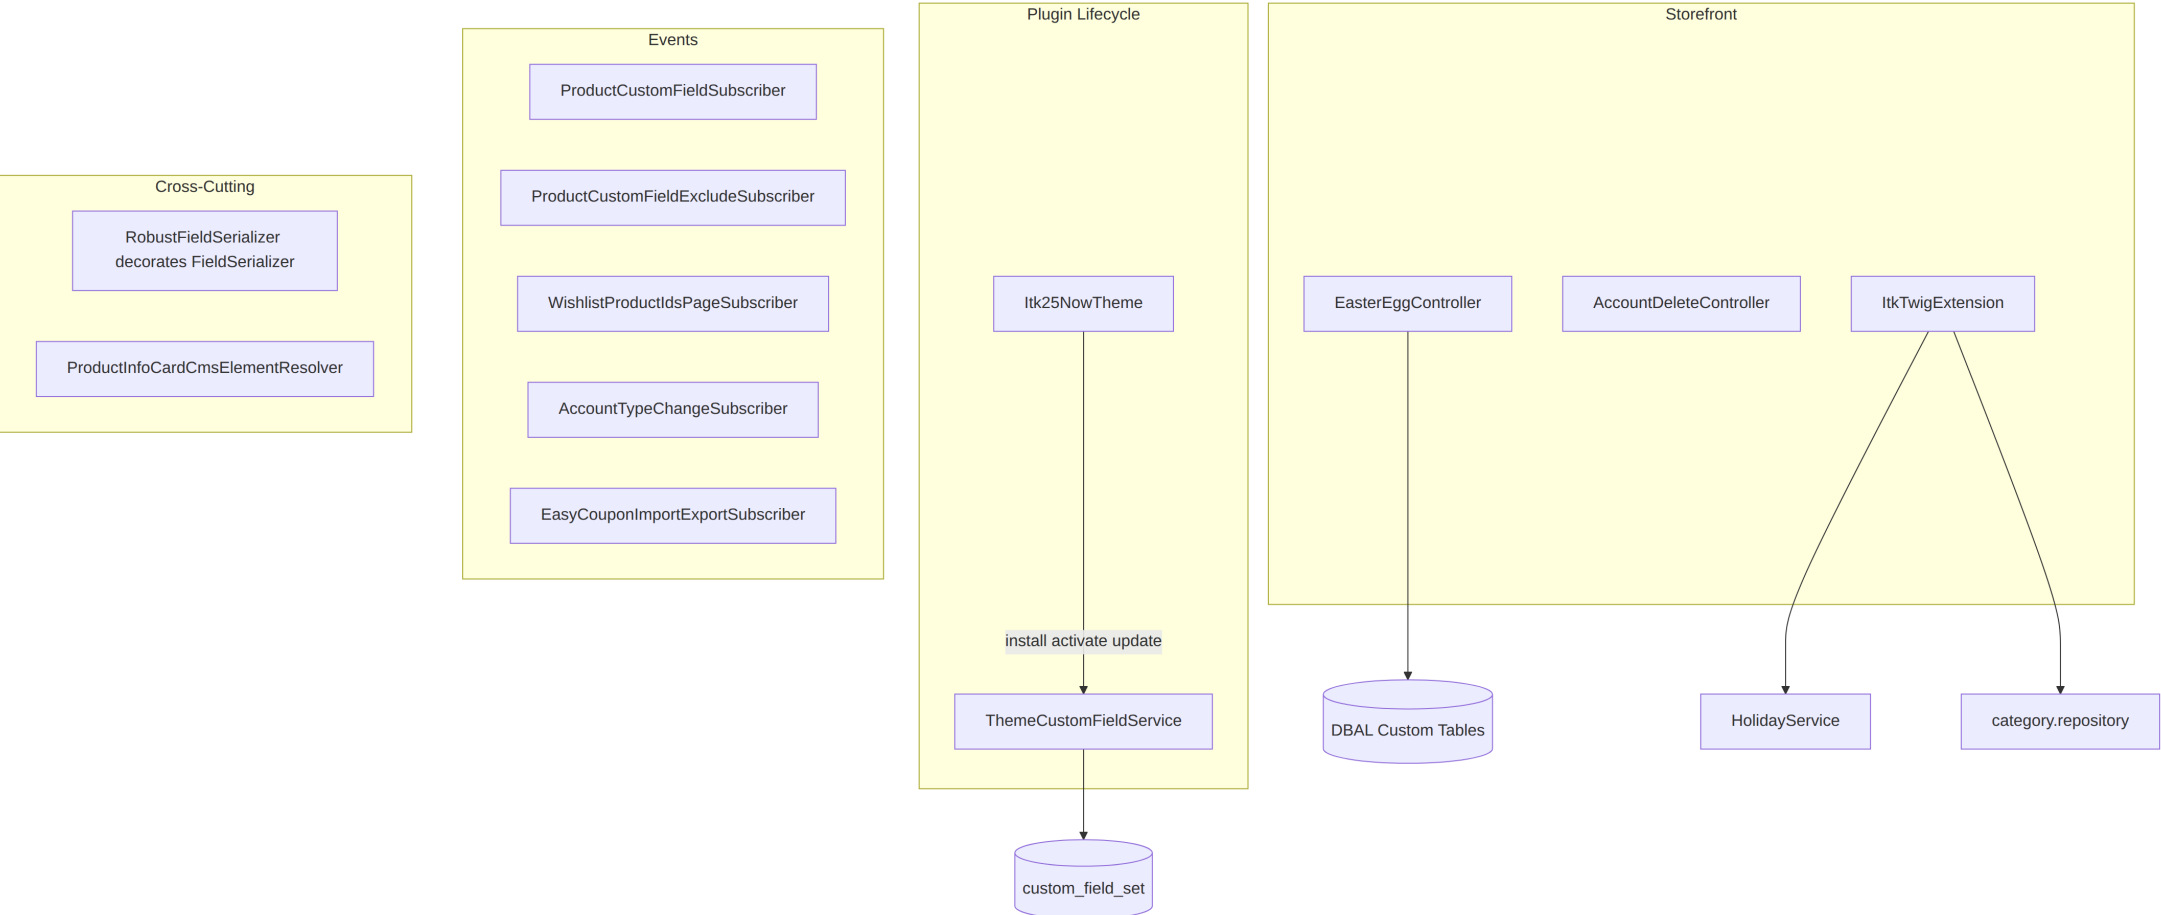 Cross-Cutting
RobustFieldSerializer
decorates FieldSerializer
ProductInfoCardCmsElementResolver
Events
ProductCustomFieldSubscriber
ProductCustomFieldExcludeSubscriber
WishlistProductIdsPageSubscriber
AccountTypeChangeSubscriber
EasyCouponImportExportSubscriber
Plugin Lifecycle
Itk25NowTheme
install activate update
ThemeCustomFieldService
custom_field_set
Storefront
EasterEggController
AccountDeleteController
ItkTwigExtension
DBAL Custom Tables
HolidayService
category.repository